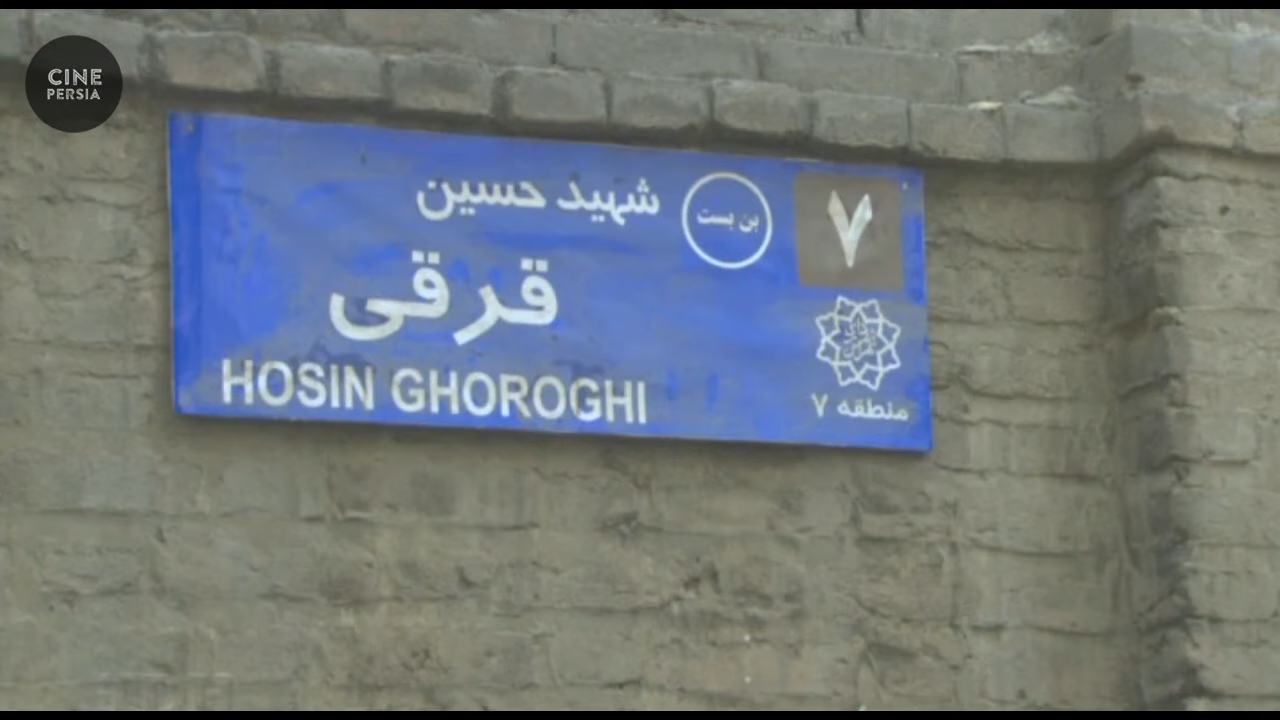 CINE
PERSIA
شهید حسین
قرقی
HOSIN GHOROGHI
بن بست
۷
منطقه ۷